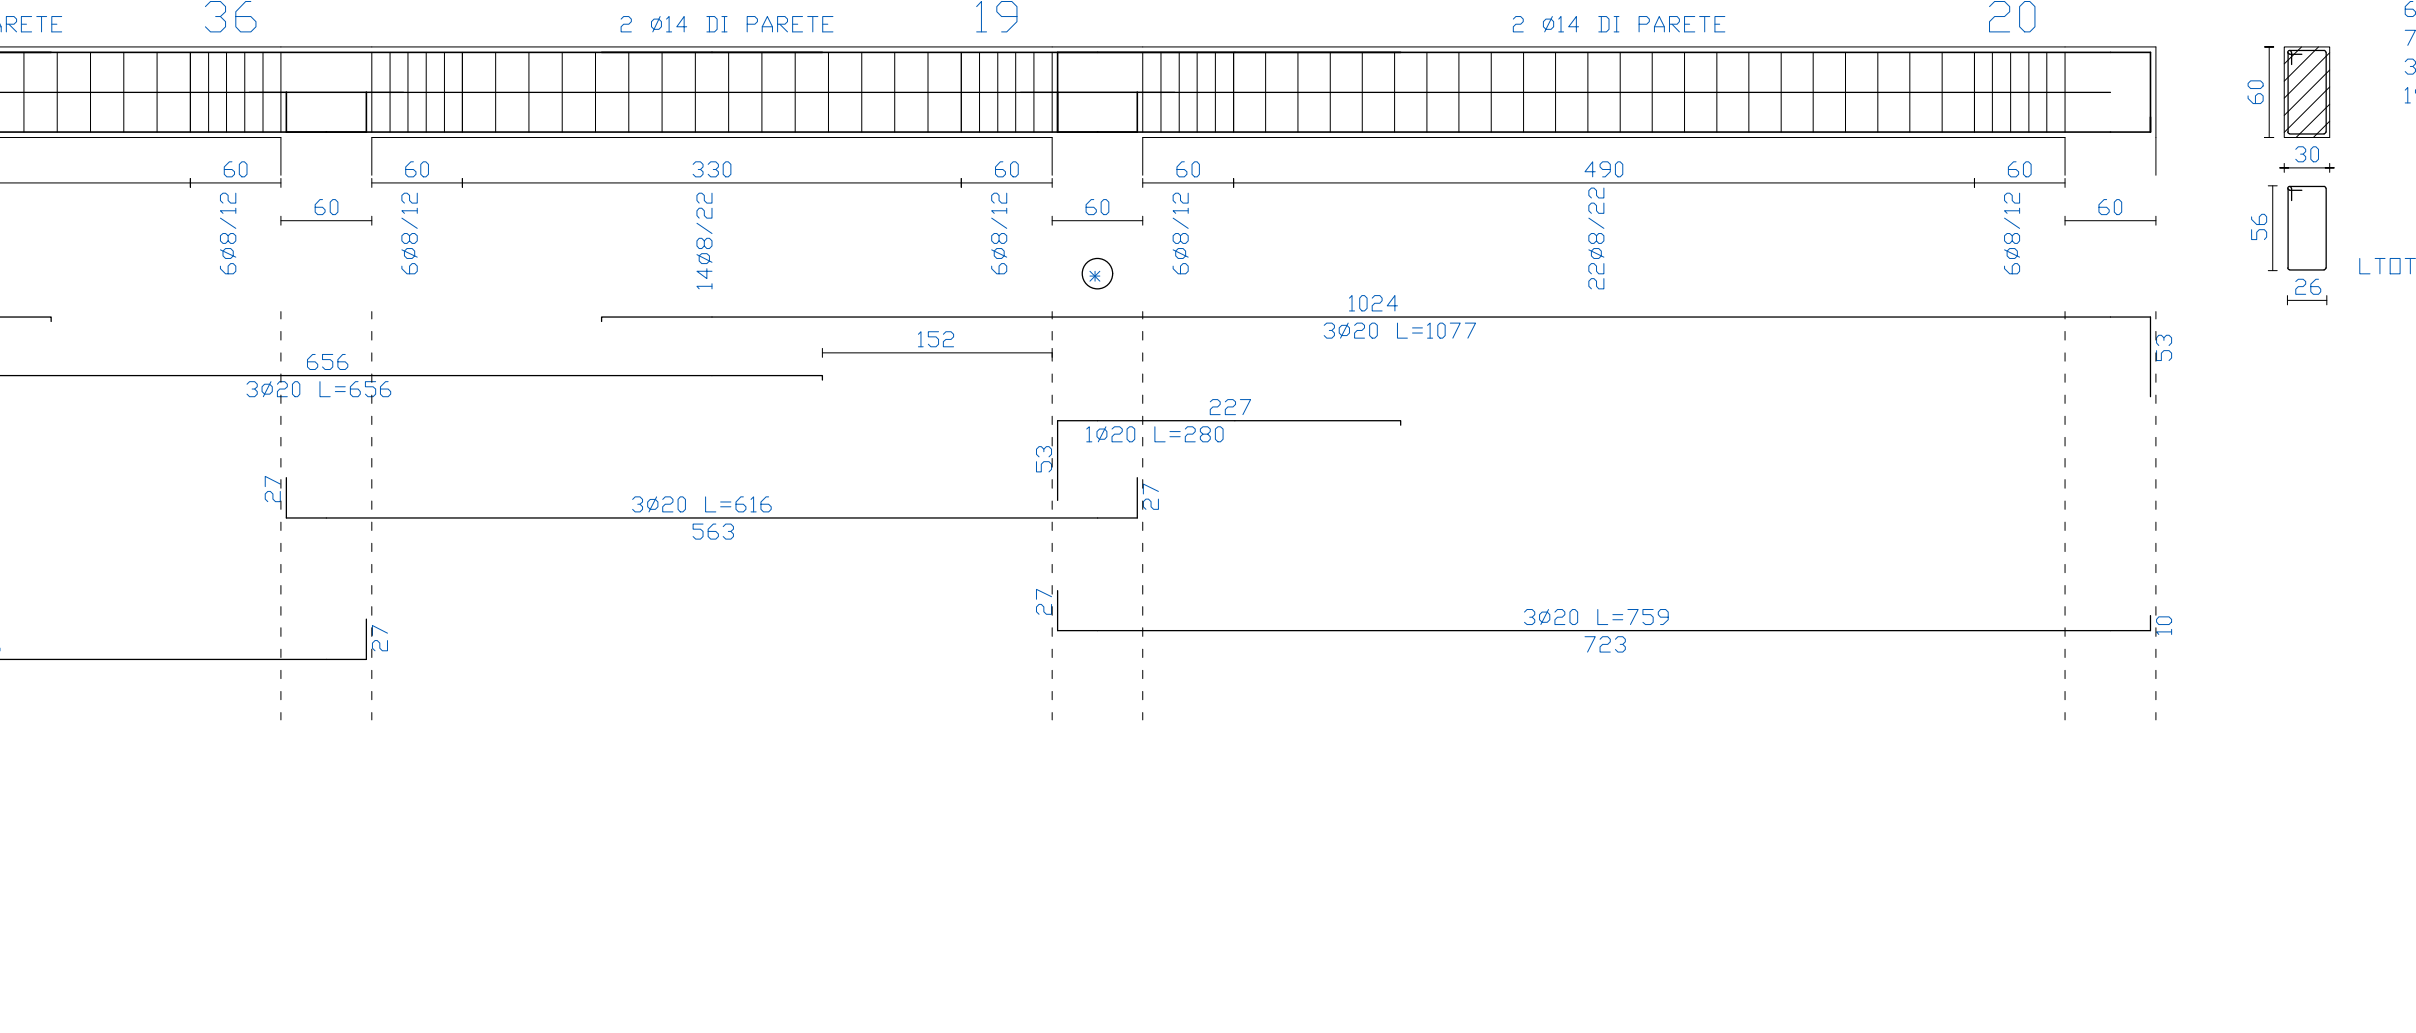 ARETE
36
2 ø14 DI PARETE
19
2 ø14 DI PARETE
20
60
30
56
26
LTOT
60
60
330
60
60
490
60
60
60
60
6ø8/12
6ø8/12
14ø8/22
6ø8/12
6ø8/12
22ø8/22
6ø8/12
*
1024
3ø20 L=1077
53
152
656
3ø20 L=656
227
1ø20 L=280
53
27
3ø20 L=616
563
27
27
3ø20 L=759
723
10
27